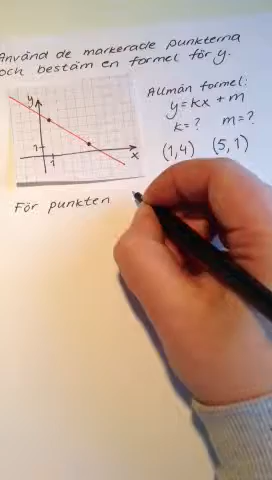 Använd de markerade punkterna
och bestäm en formel för y.
Allmän formel:
y = kx + m
k = ? m = ?
(1,4) (5,1)
y
x
1
1
För punkten